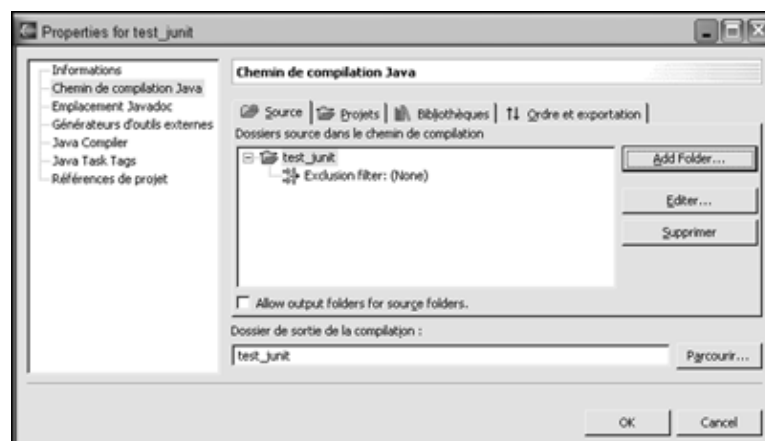 Properties for test_junit
Informations
Chemin de compilation Java
Emplacement Javadoc
Générateurs d'outils externes
Java Compiler
Java Task Tags
Références de projet
Chemin de compilation Java
Source Projets Bibliothèques Ordre et exportation
Dossiers source dans le chemin de compilation
test_junit
Exclusion filter: (None)
Add Folder...
Editer...
Supprimer
Allow output folders for source folders.
Dossier de sortie de la compilation :
test_junit
Parcourir...
OK Cancel